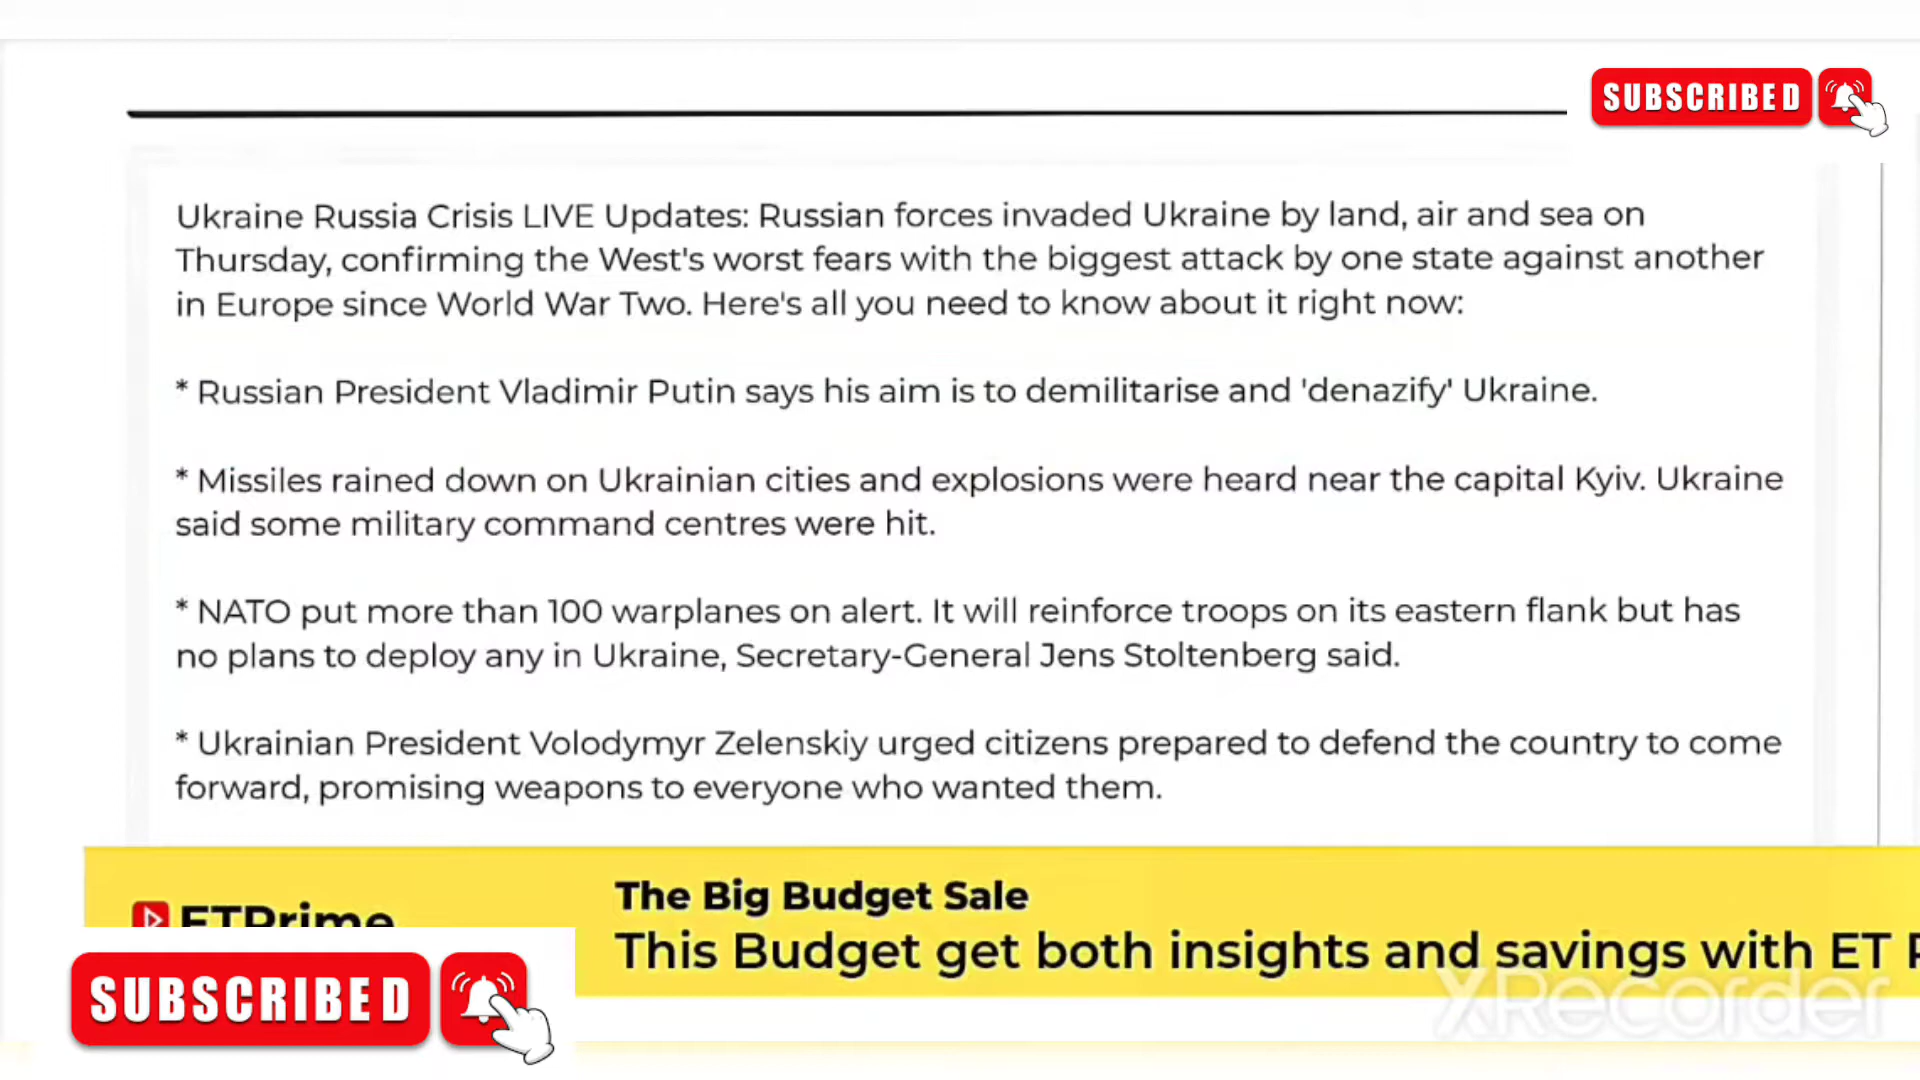 SUBSCRIBED
Ukraine Russia Crisis LIVE Updates: Russian forces invaded Ukraine by land, air and sea on
Thursday, confirming the West's worst fears with the biggest attack by one state against another
in Europe since World War Two. Here's all you need to know about it right now:
* Russian President Vladimir Putin says his aim is to demilitarise and 'denazify' Ukraine.
* Missiles rained down on Ukrainian cities and explosions were heard near the capital Kyiv. Ukraine
said some military command centres were hit.
* NATO put more than 100 warplanes on alert. It will reinforce troops on its eastern flank but has
no plans to deploy any in Ukraine, Secretary-General Jens Stoltenberg said.
* Ukrainian President Volodymyr Zelenskiy urged citizens prepared to defend the country to come
forward, promising weapons to everyone who wanted them.
ETPrime
The Big Budget Sale
This Budget get both insights and savings with ET
SUBSCRIBED
XRecorder